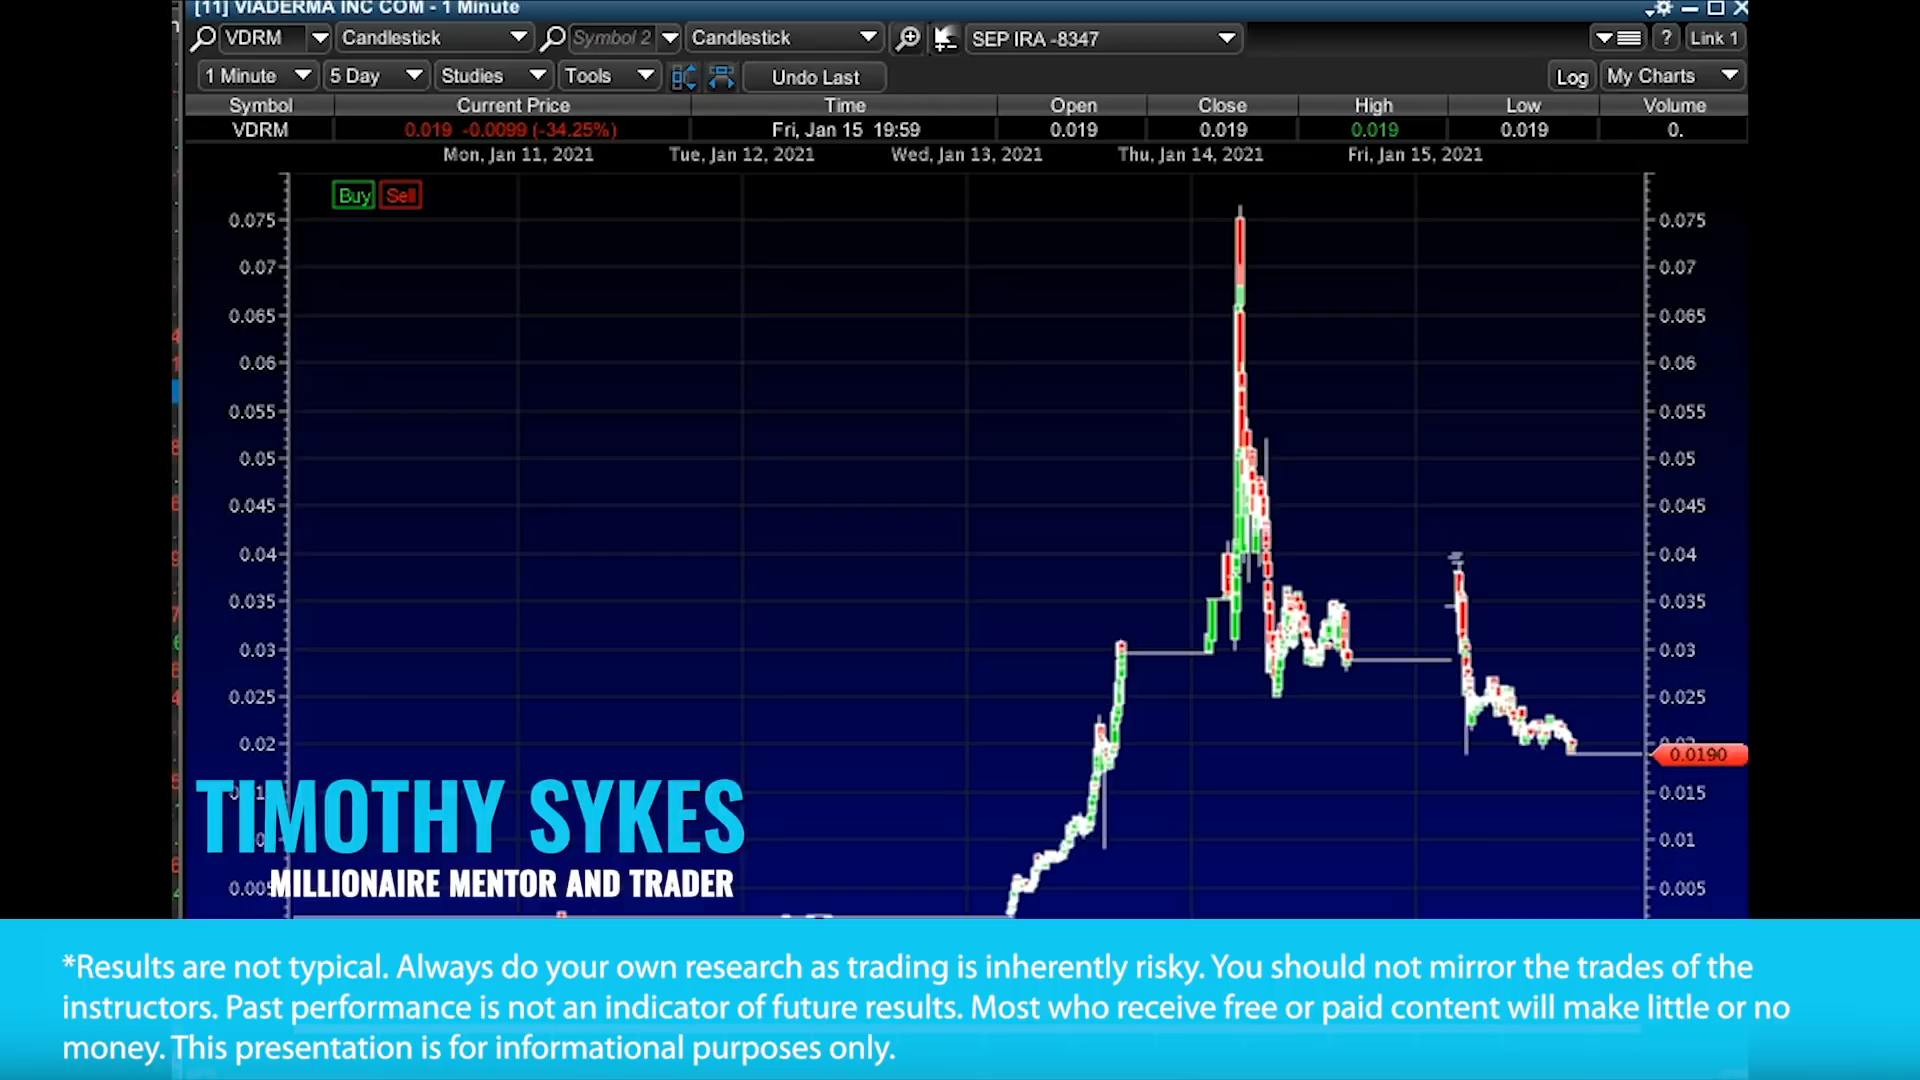 [11] VIADERMA INC COM - 1 Minute
VDRM Candlestick Symbol 2 Candlestick SEP IRA -8347 ? Link 1
1 Minute 5 Day Studies Tools Undo Last Log My Charts
Symbol Current Price Time Open Close High Low Volume
VDRM 0.019 -0.0099 (-34.25%) Fri, Jan 15 19:59 0.019 0.019 0.019 0.019 0.
Mon, Jan 11, 2021 Tue, Jan 12, 2021 Wed, Jan 13, 2021 Thu, Jan 14, 2021 Fri, Jan 15, 2021
Buy Sell
0.075 0.075
0.07 0.07
0.065 0.065
0.06 0.06
0.055 0.055
0.05 0.05
0.045 0.045
0.04 0.04
0.035 0.035
0.03 0.03
0.025 0.025
0.02
0.0190
0.015
0.01
0.005
TIMOTHY SYKES
MILLIONAIRE MENTOR AND TRADER
*Results are not typical. Always do your own research as trading is inherently risky. You should not mirror the trades of the
instructors. Past performance is not an indicator of future results. Most who receive free or paid content will make little or no
money. This presentation is for informational purposes only.